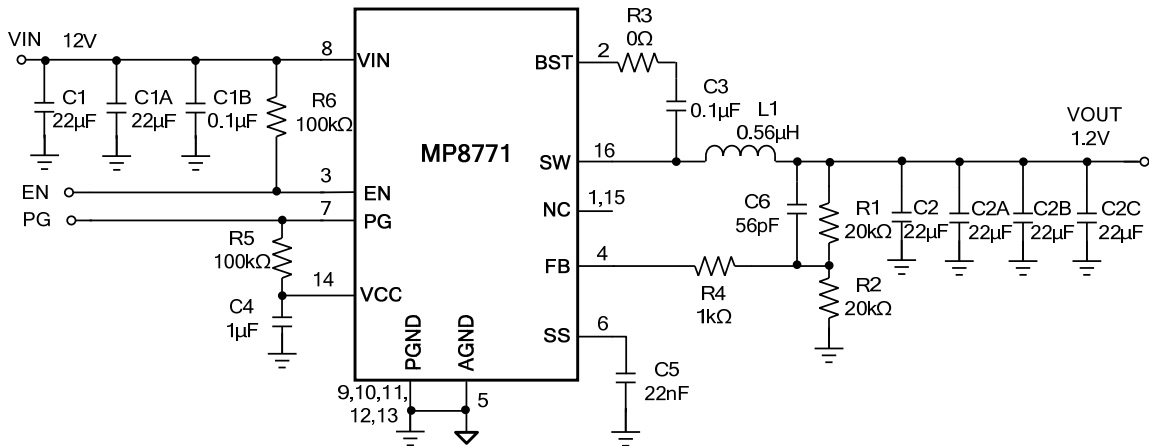 VIN 12V
8
VIN
C1
22µF
C1A
22µF
C1B
0.1µF
R6
100kΩ
EN
3
EN
PG
7
PG
R5
100kΩ
14
VCC
C4
1µF
MP8771
PGND
AGND
9,10,11,
12,13
5
BST
2
R3
0Ω
C3
0.1µF
L1
0.56µH
SW
16
NC
1,15
C6
56pF
R1
20kΩ
FB
4
R4
1kΩ
R2
20kΩ
SS
6
C5
22nF
C2
22µF
C2A
22µF
C2B
22µF
C2C
22µF
VOUT
1.2V